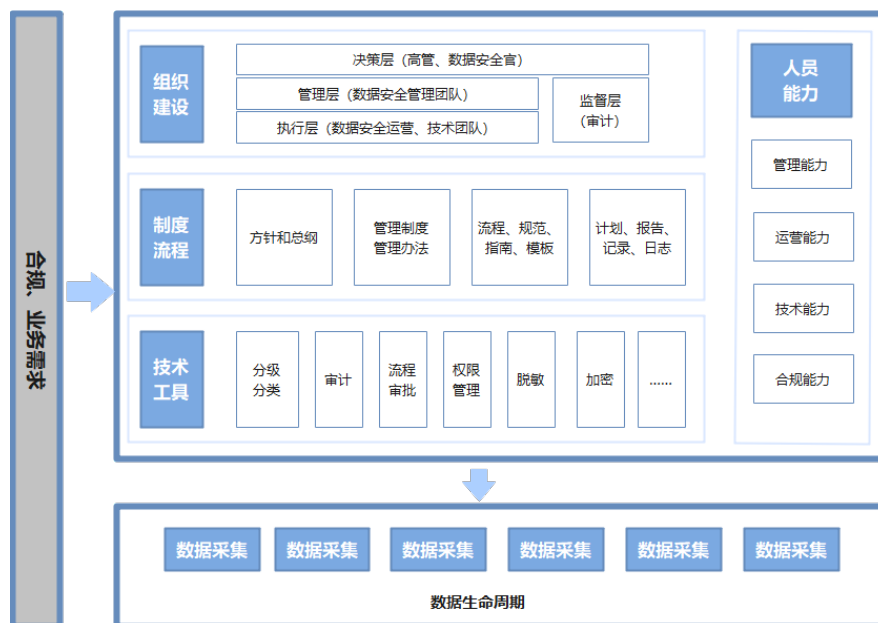 合规、业务需求
组织
建设
决策层（高管、数据安全官）
管理层（数据安全管理团队）
执行层（数据安全运营、技术团队）
监督层
（审计）
制度
流程
方针和总纲
管理制度
管理办法
流程、规范、
指南、模板
计划、报告、
记录、日志
技术
工具
分级
分类
审计
流程
审批
权限
管理
脱敏
加密
......
人员
能力
管理能力
运营能力
技术能力
合规能力
数据采集
数据采集
数据采集
数据采集
数据采集
数据采集
数据生命周期